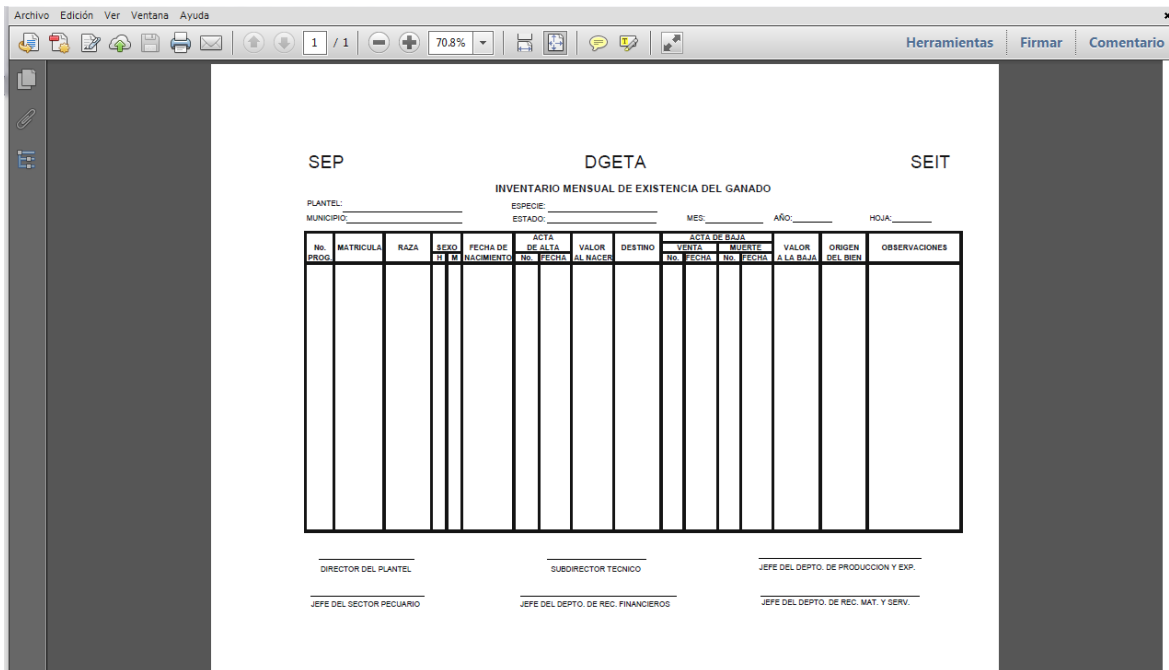 Archivo Edición Ver Ventana Ayuda
1 / 1 70.8% Herramientas Firmar Comentario
SEP DGETA SEIT
INVENTARIO MENSUAL DE EXISTENCIA DEL GANADO
PLANTEL: ESPECIE:
MUNICIPIO: ESTADO: MES: AÑO: HOJA:
ACTA ACTA DE BAJA
No. MATRICULA RAZA SEXO FECHA DE DE ALTA VALOR DESTINO VENTA MUERTE VALOR ORIGEN OBSERVACIONES
PROG. H M NACIMIENTO No. FECHA AL NACER No. FECHA No. FECHA A LA BAJA DEL BIEN
DIRECTOR DEL PLANTEL SUBDIRECTOR TECNICO JEFE DEL DEPTO. DE PRODUCCION Y EXP.
JEFE DEL SECTOR PECUARIO JEFE DEL DEPTO. DE REC. FINANCIEROS JEFE DEL DEPTO. DE REC. MAT. Y SERV.